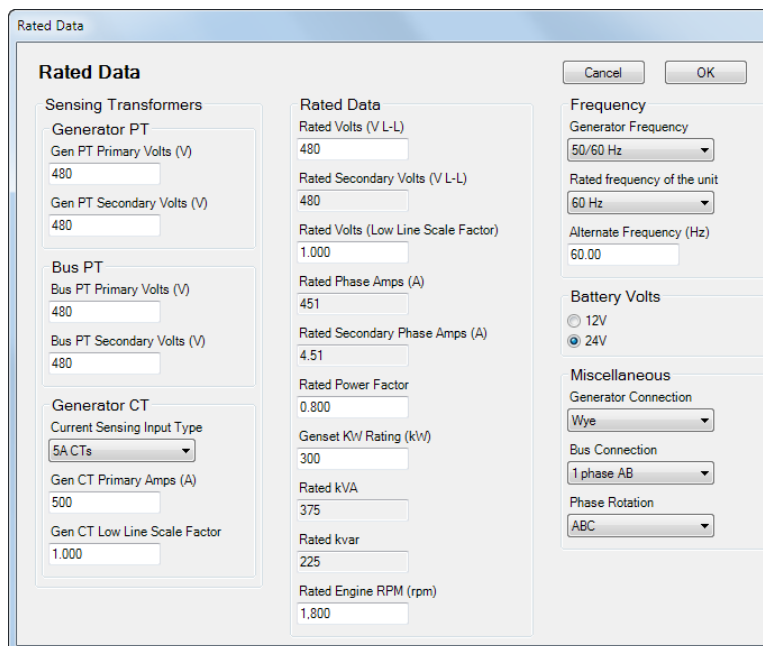 Rated Data
Rated Data
Cancel
OK
Sensing Transformers
Generator PT
Gen PT Primary Volts (V)
480
Gen PT Secondary Volts (V)
480
Bus PT
Bus PT Primary Volts (V)
480
Bus PT Secondary Volts (V)
480
Generator CT
Current Sensing Input Type
5A CTs
Gen CT Primary Amps (A)
500
Gen CT Low Line Scale Factor
1.000
Rated Data
Rated Volts (V L-L)
480
Rated Secondary Volts (V L-L)
480
Rated Volts (Low Line Scale Factor)
1.000
Rated Phase Amps (A)
451
Rated Secondary Phase Amps (A)
4.51
Rated Power Factor
0.800
Genset KW Rating (kW)
300
Rated kVA
375
Rated kvar
225
Rated Engine RPM (rpm)
1,800
Frequency
Generator Frequency
50/60 Hz
Rated frequency of the unit
60 Hz
Alternate Frequency (Hz)
60.00
Battery Volts
12V
24V
Miscellaneous
Generator Connection
Wye
Bus Connection
1 phase AB
Phase Rotation
ABC